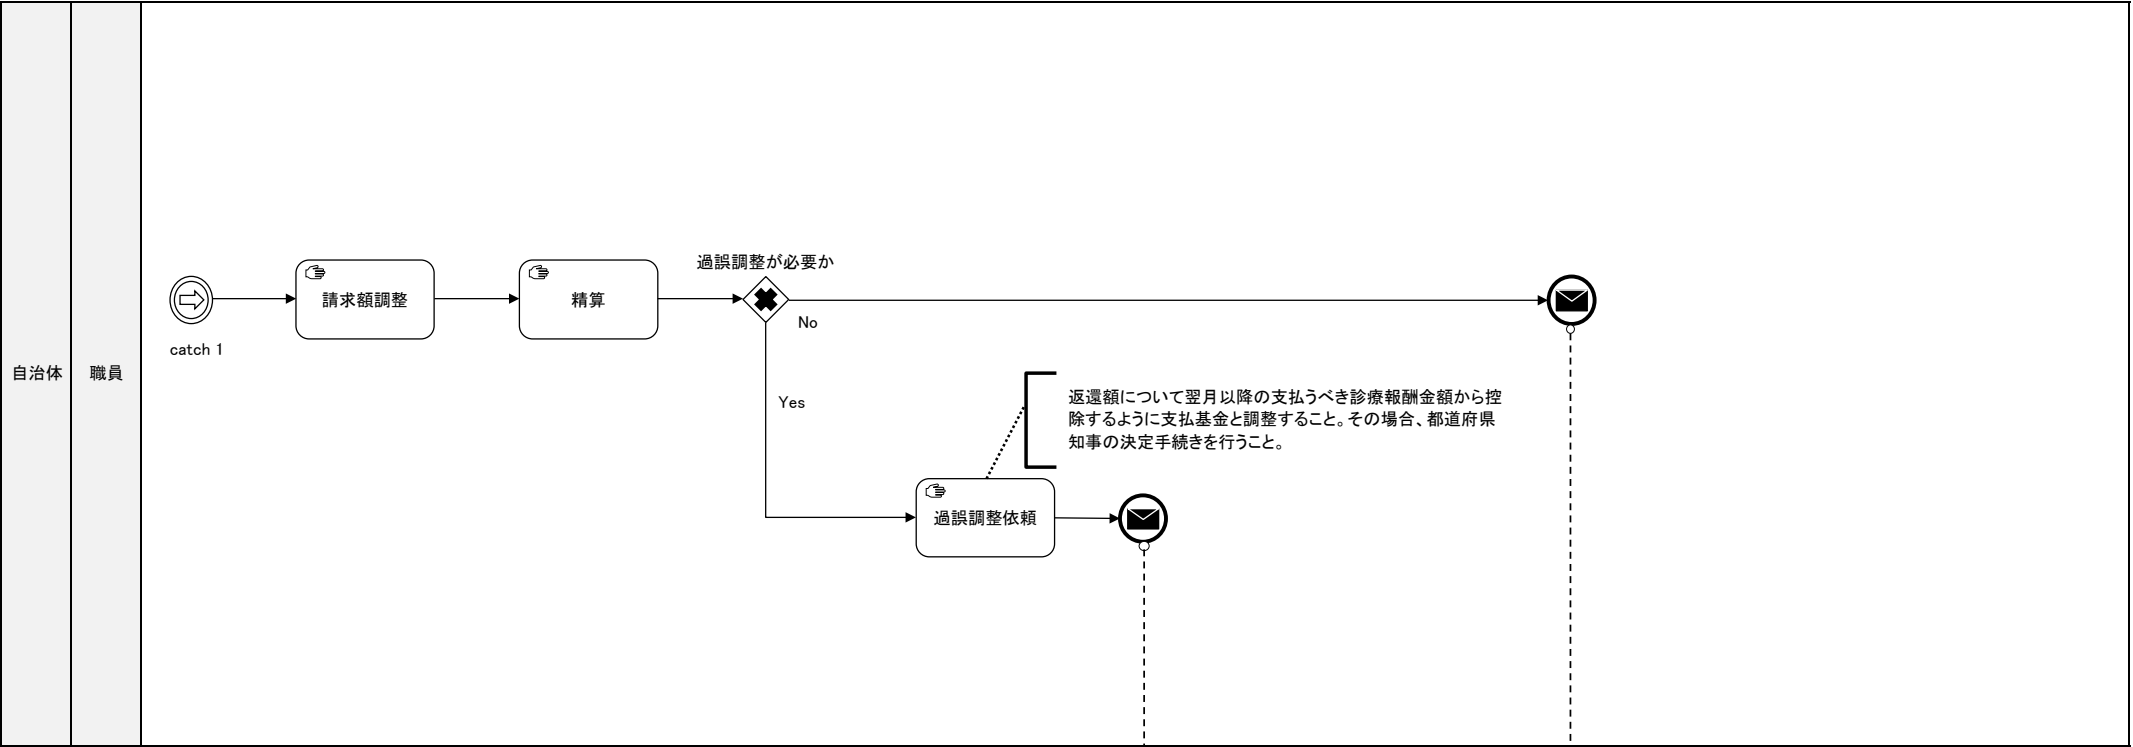 自治体
職員
catch 1
請求額調整
精算
過誤調整が必要か
No
Yes
返還額について翌月以降の支払うべき診療報酬金額から控
除するように支払基金と調整すること。その場合、都道府県
知事の決定手続きを行うこと。
過誤調整依頼